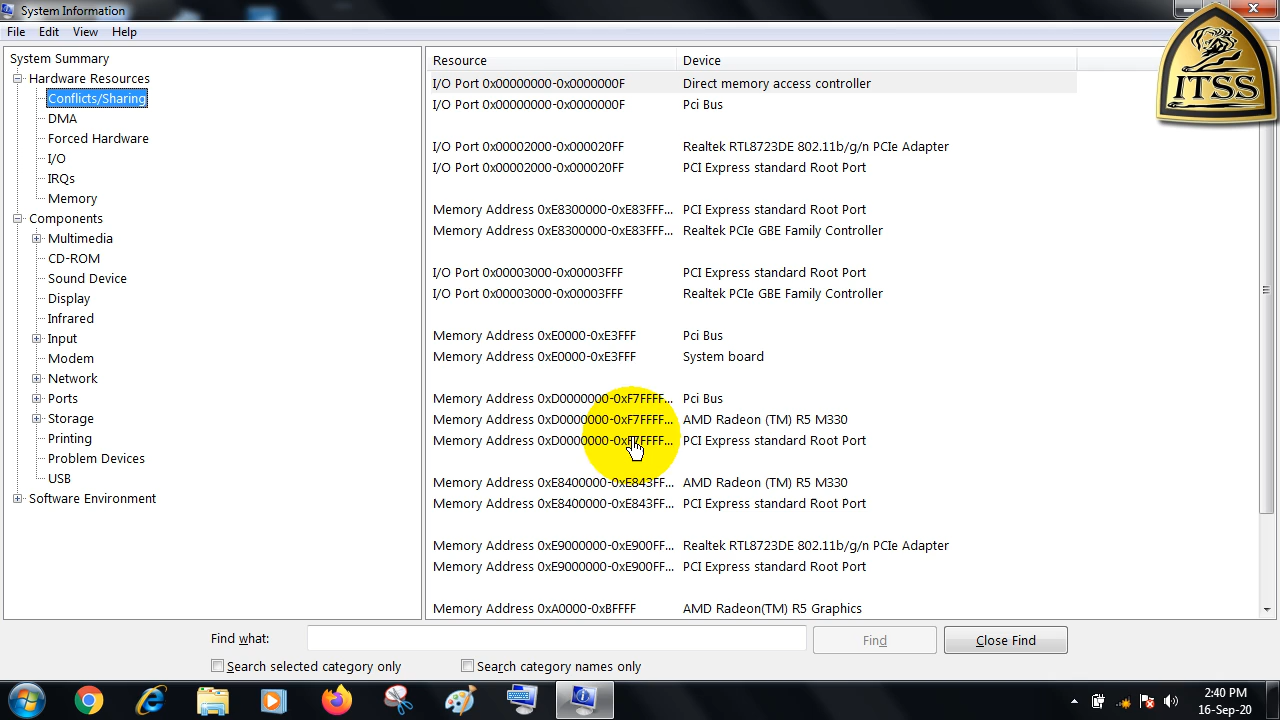 System Information
File Edit View Help
System Summary
Hardware Resources
Conflicts/Sharing
DMA
Forced Hardware
I/O
IRQs
Memory
Components
Multimedia
CD-ROM
Sound Device
Display
Infrared
Input
Modem
Network
Ports
Storage
Printing
Problem Devices
USB
Software Environment
Resource Device
I/O Port 0x00000000-0x0000000F Direct memory access controller
I/O Port 0x00000000-0x0000000F Pci Bus
I/O Port 0x00002000-0x000020FF Realtek RTL8723DE 802.11b/g/n PCIe Adapter
I/O Port 0x00002000-0x000020FF PCI Express standard Root Port
Memory Address 0xE8300000-0xE83FFF... PCI Express standard Root Port
Memory Address 0xE8300000-0xE83FFF... Realtek PCIe GBE Family Controller
I/O Port 0x00003000-0x00003FFF PCI Express standard Root Port
I/O Port 0x00003000-0x00003FFF Realtek PCIe GBE Family Controller
Memory Address 0xE0000-0xE3FFF Pci Bus
Memory Address 0xE0000-0xE3FFF System board
Memory Address 0xD0000000-0xF7FFFF... Pci Bus
Memory Address 0xD0000000-0xF7FFFF... AMD Radeon (TM) R5 M330
Memory Address 0xD0000000-0xF7FFFF... PCI Express standard Root Port
Memory Address 0xE8400000-0xE843FF... AMD Radeon (TM) R5 M330
Memory Address 0xE8400000-0xE843FF... PCI Express standard Root Port
Memory Address 0xE9000000-0xE900FF... Realtek RTL8723DE 802.11b/g/n PCIe Adapter
Memory Address 0xE9000000-0xE900FF... PCI Express standard Root Port
Memory Address 0xA0000-0xBFFFF AMD Radeon(TM) R5 Graphics
ITSS
Find what: Find Close Find
Search selected category only Search category names only
2:40 PM
16-Sep-20